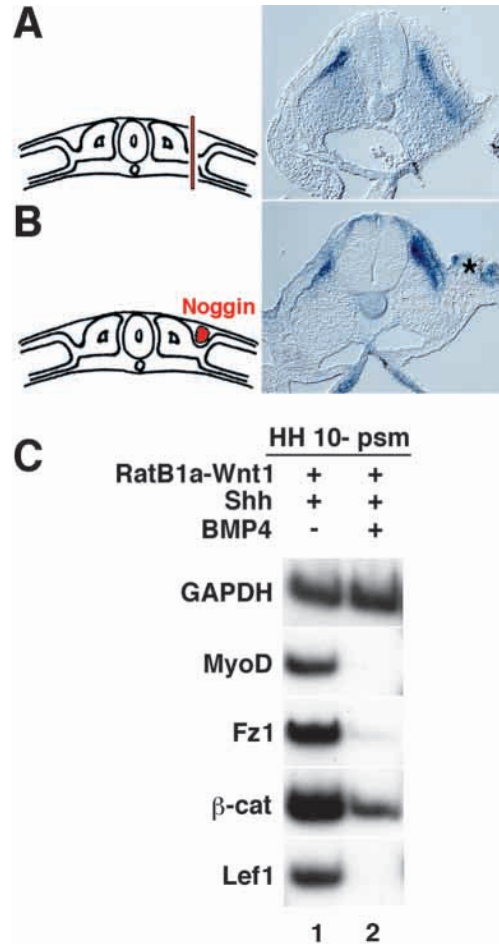 A
B
Noggin
*
C
HH 10- psm
RatB1a-Wnt1 + +
Shh + +
BMP4 - +
GAPDH
MyoD
Fz1
β-cat
Lef1
1 2